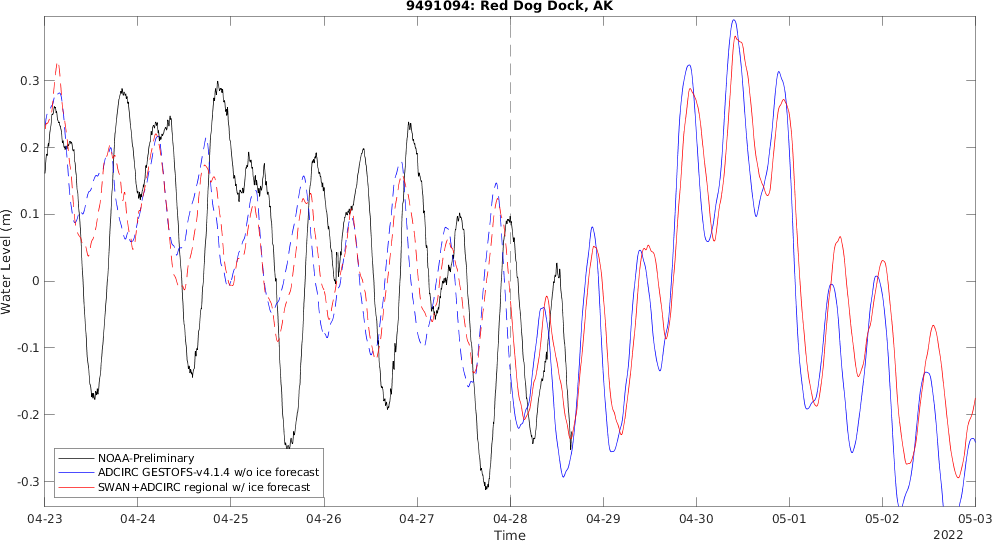 9491094: Red Dog Dock, AK
Water Level (m)
0.3
0.2
0.1
0
-0.1
-0.2
-0.3
NOAA-Preliminary
ADCIRC GESTOFS-v4.1.4 w/o ice forecast
SWAN+ADCIRC regional w/ ice forecast
04-23 04-24 04-25 04-26 04-27 04-28 04-29 04-30 05-01 05-02 05-03
Time
2022